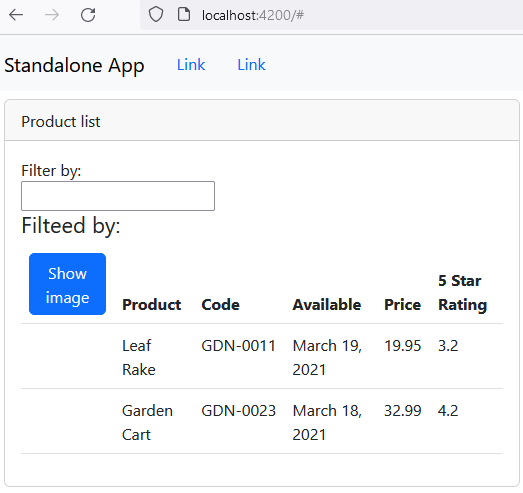 localhost:4200/#
Standalone App Link Link
Product list
Filter by:
Filteed by:
Show
image
Product Code Available Price 5 Star
Rating
Leaf
Rake
GDN-0011 March 19,
2021
19.95 3.2
Garden
Cart
GDN-0023 March 18,
2021
32.99 4.2